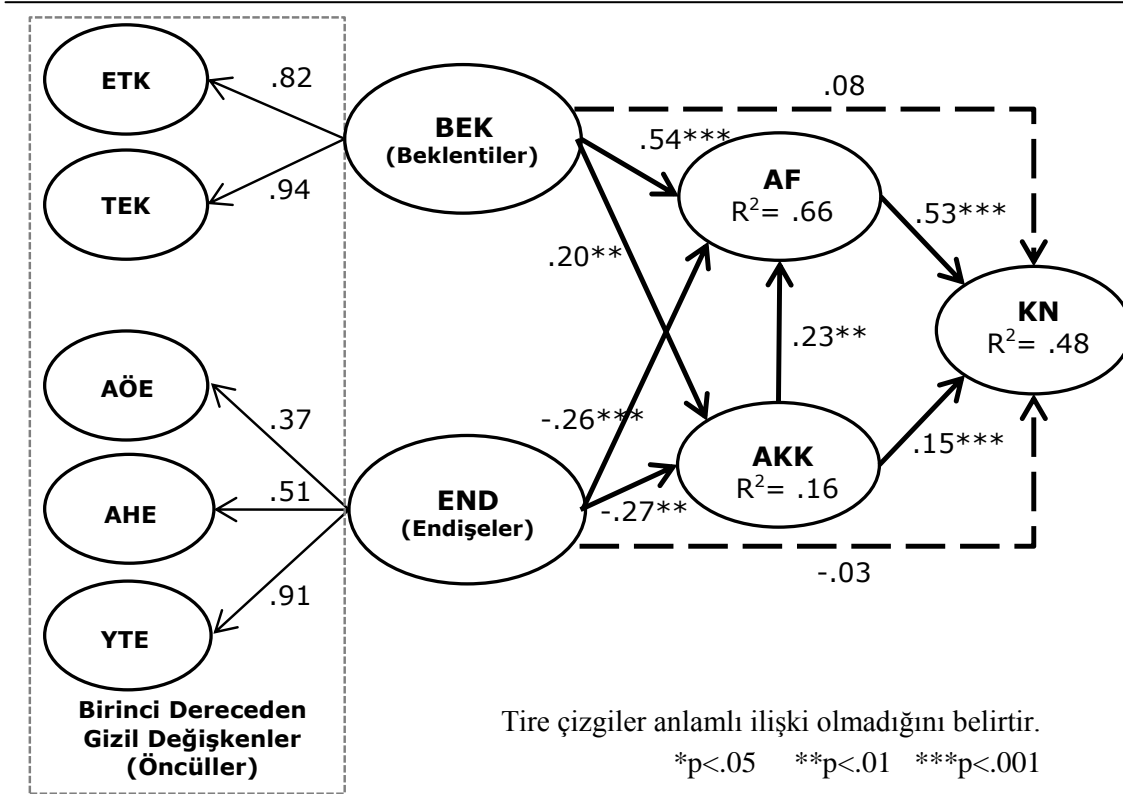 ETK
.82
BEK
(Beklentiler)
.08
.54***
AF
R²= .66
TEK
.94
.53***
.20**
KN
R²= .48
AÖE
.37
.23**
-.26***
.15***
AKK
R²= .16
AHE
.51
END
(Endişeler)
-.27**
-.03
YTE
.91
Birinci Dereceden
Gizil Değişkenler
(Öncüller)
Tire çizgiler anlamlı ilişki olmadığını belirtir.
*p<.05 **p<.01 ***p<.001